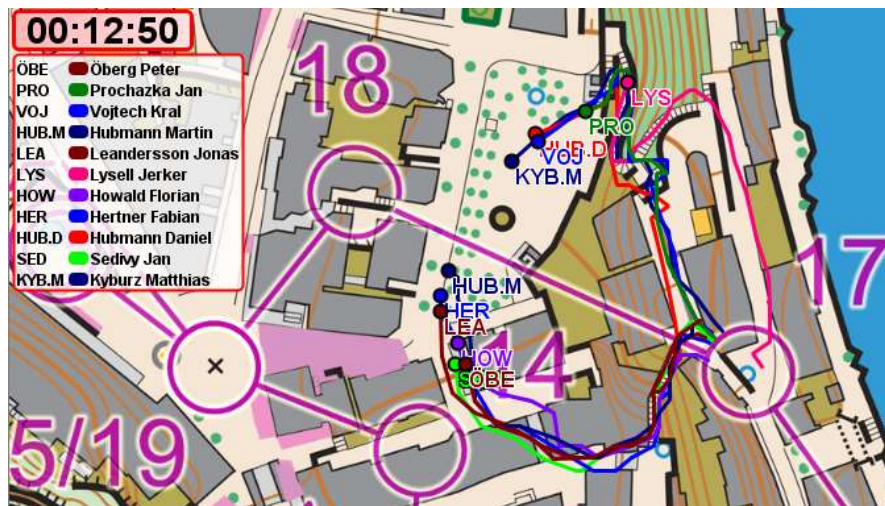 00:12:50
ÖBE Öberg Peter
PRO Prochazka Jan
VOJ Vojtech Kral
HUB.M Hubmann Martin
LEA Leandersson Jonas
LYS Lysell Jerker
HOW Howald Florian
HER Hertner Fabian
HUB.D Hubmann Daniel
SED Sedivy Jan
KYB.M Kyburz Matthias
18
LYS
PRO
HUB.D
VOJ
KYB.M
17
HUB.M
HER
LEA
HOW
ÖBE
14
5/19